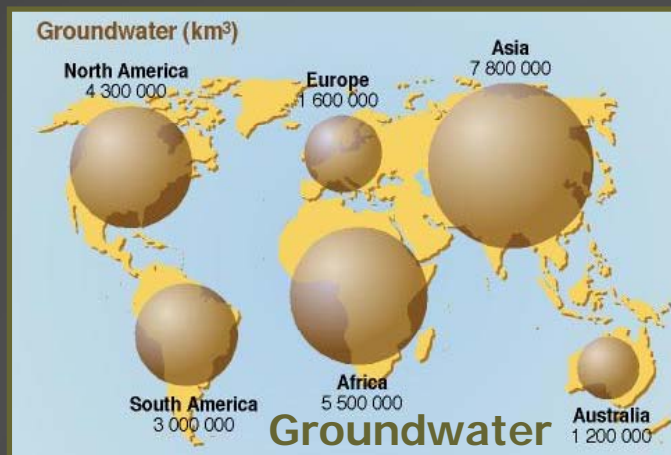 Groundwater (km³)
North America
4 300 000
Europe
1 600 000
Asia
7 800 000
South America
3 000 000
Africa
5 500 000
Australia
1 200 000
Groundwater